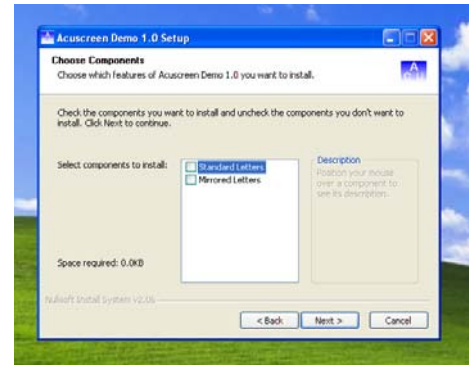 Acuscreen Demo 1.0 Setup
Choose Components
Choose which features of Acuscreen Demo 1.0 you want to install.
A
Check the components you want to install and uncheck the components you don't want to
install. Click Next to continue.
Select components to install:
Standard Letters
Mirrored Letters
Description
Position your mouse
over a component to
see its description.
Space required: 0.0KB
Nullsoft Install System v2.06
< Back
Next >
Cancel